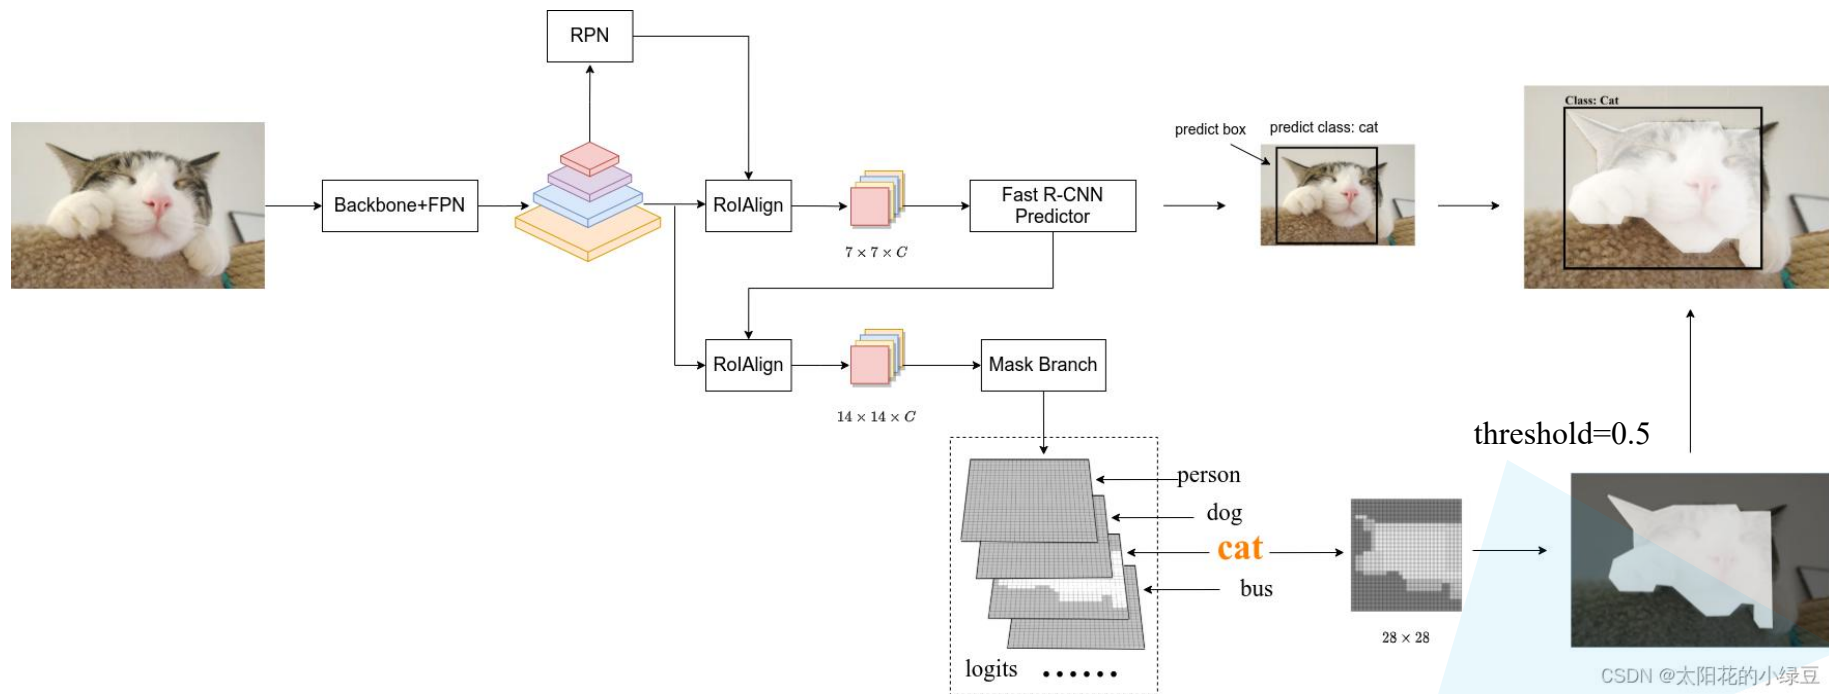 RPN
Backbone+FPN
RoIAlign
7 × 7 × C
Fast R-CNN
Predictor
predict box
predict class: cat
Class: Cat
RoIAlign
14 × 14 × C
Mask Branch
person
dog
cat
bus
logits ······
28 × 28
threshold=0.5
CSDN @太阳花的小绿豆